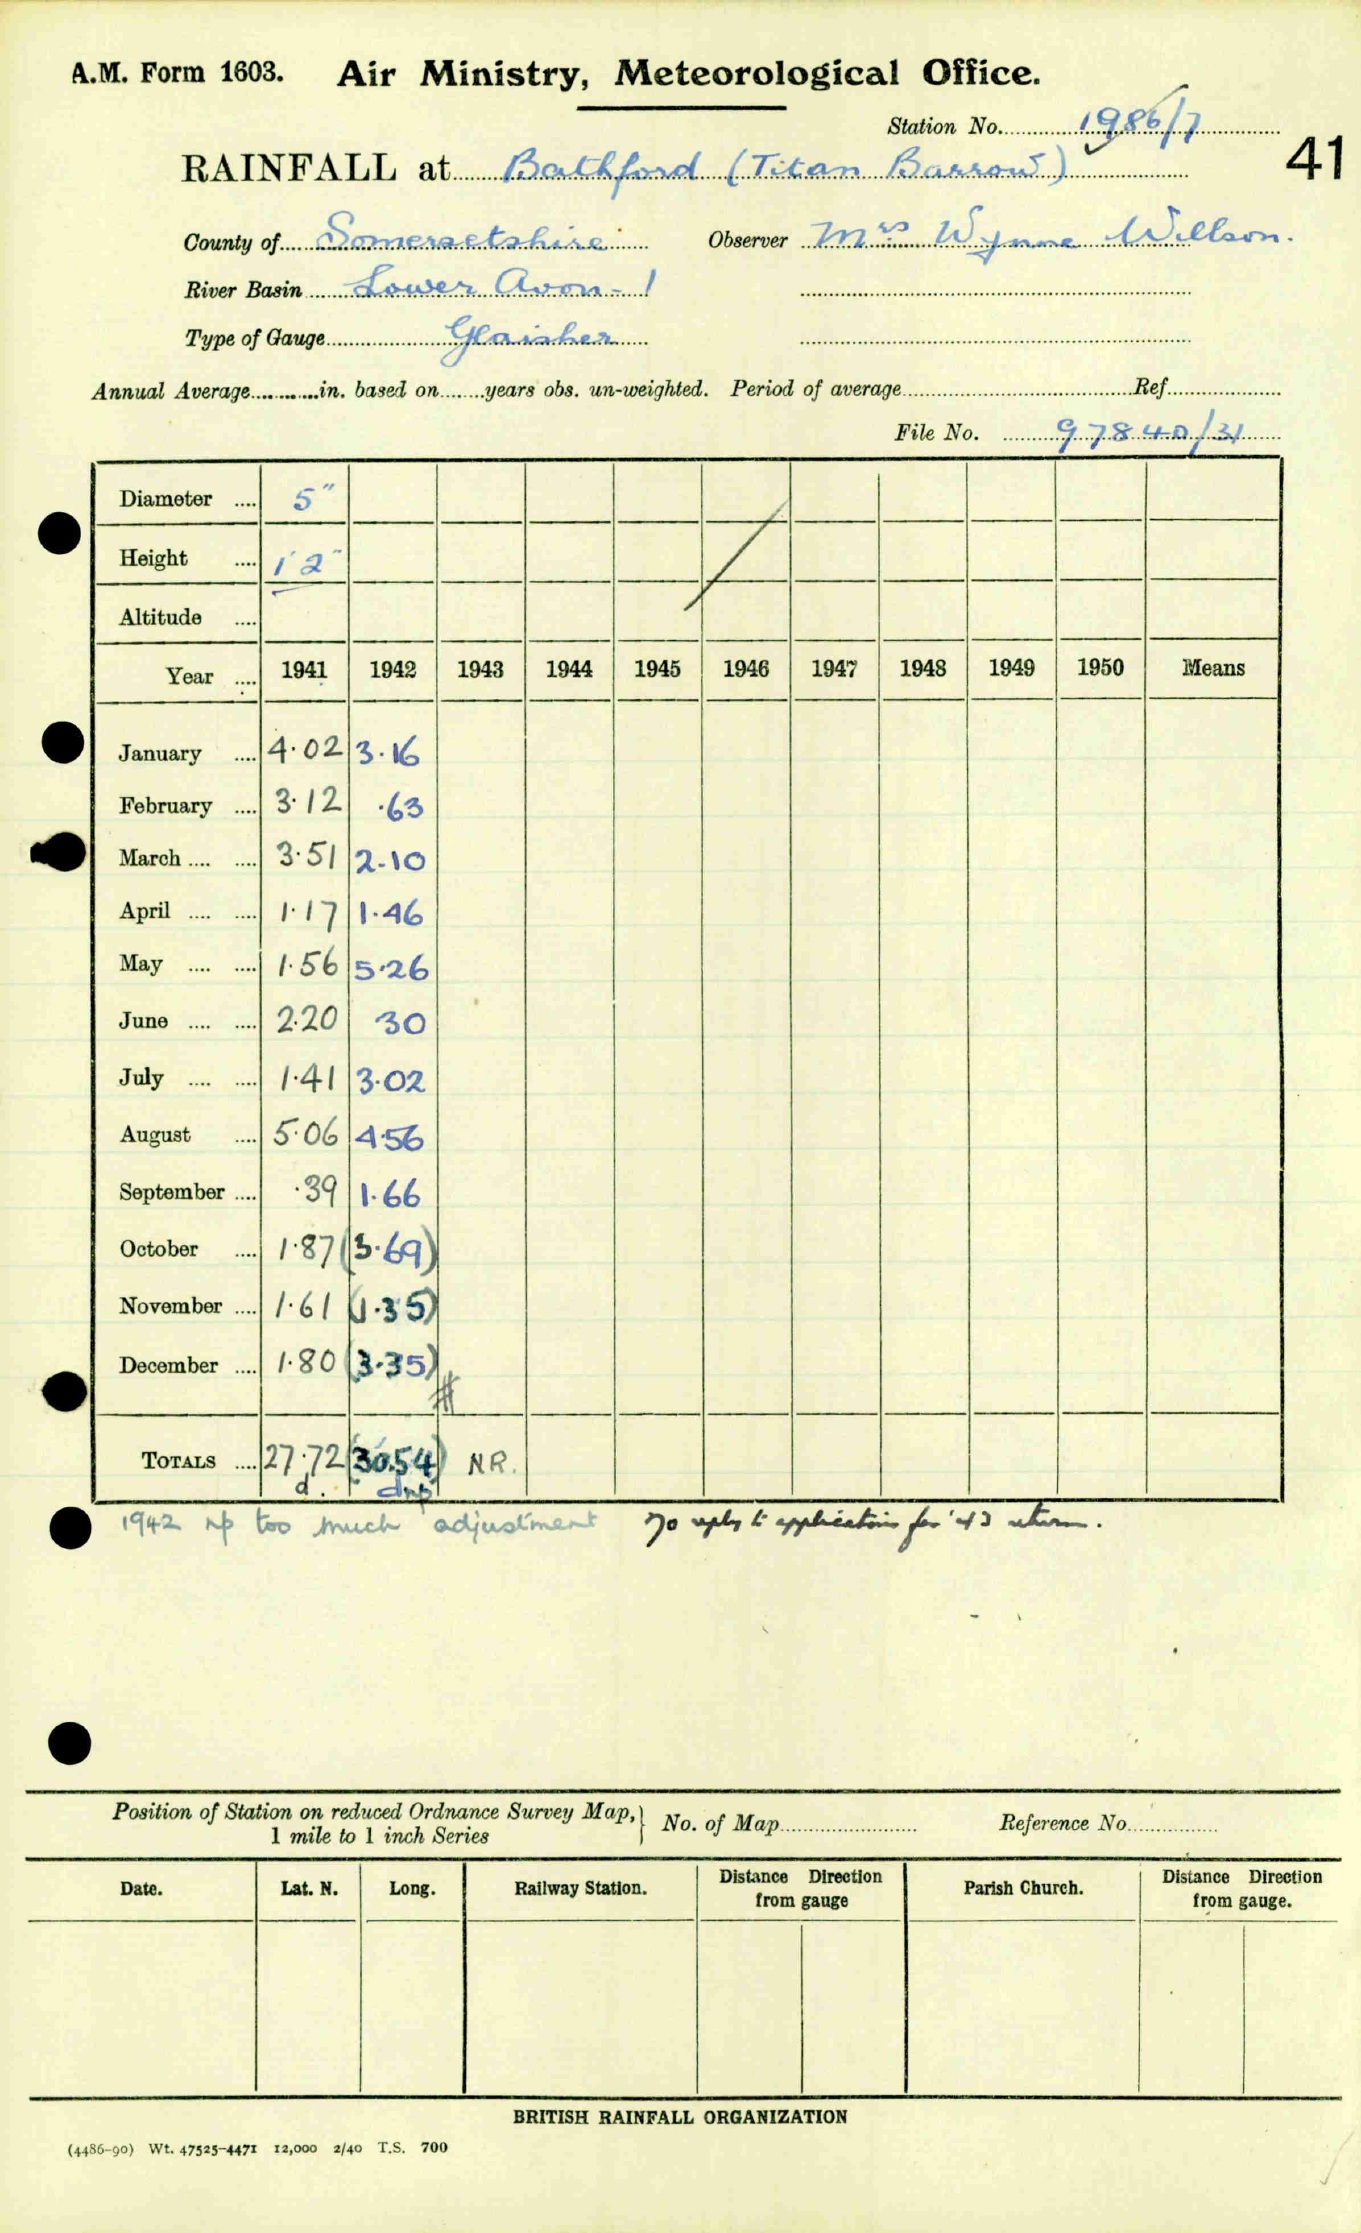 A.M. Form 1603. Air Ministry, Meteorological Office.
Station No. 1986/7
41
RAINFALL at Bathford (Titan Barrow)
County of Somersetshire Observer Mrs Wynne Willson.
River Basin Lower Avon - 1
Type of Gauge Glaisher
Annual Average in. based on years obs. un-weighted. Period of average Ref.
File No. 97840/31
Diameter 5"
Height 1' 2"
Altitude
Year 1941 1942 1943 1944 1945 1946 1947 1948 1949 1950 Means
January 4.02 3.16
February 3.12 .63
March 3.51 2.10
April 1.17 1.46
May 1.56 5.26
June 2.20 30
July 1.41 3.02
August 5.06 4.56
September .39 1.66
October 1.87 (3.69)
November 1.61 (1.35)
December 1.80 (3.35)
#
TOTALS 27.72 (30.54) N.R.
d. dnp
1942 np too much adjustment No reply to applications for '43 return.
Position of Station on reduced Ordnance Survey Map, } No. of Map Reference No.
1 mile to 1 inch Series
Date. Lat. N. Long. Railway Station. Distance Direction from gauge Parish Church. Distance Direction from gauge.
BRITISH RAINFALL ORGANIZATION
(4486-90) Wt. 47525-4471 12,000 2/40 T.S. 700